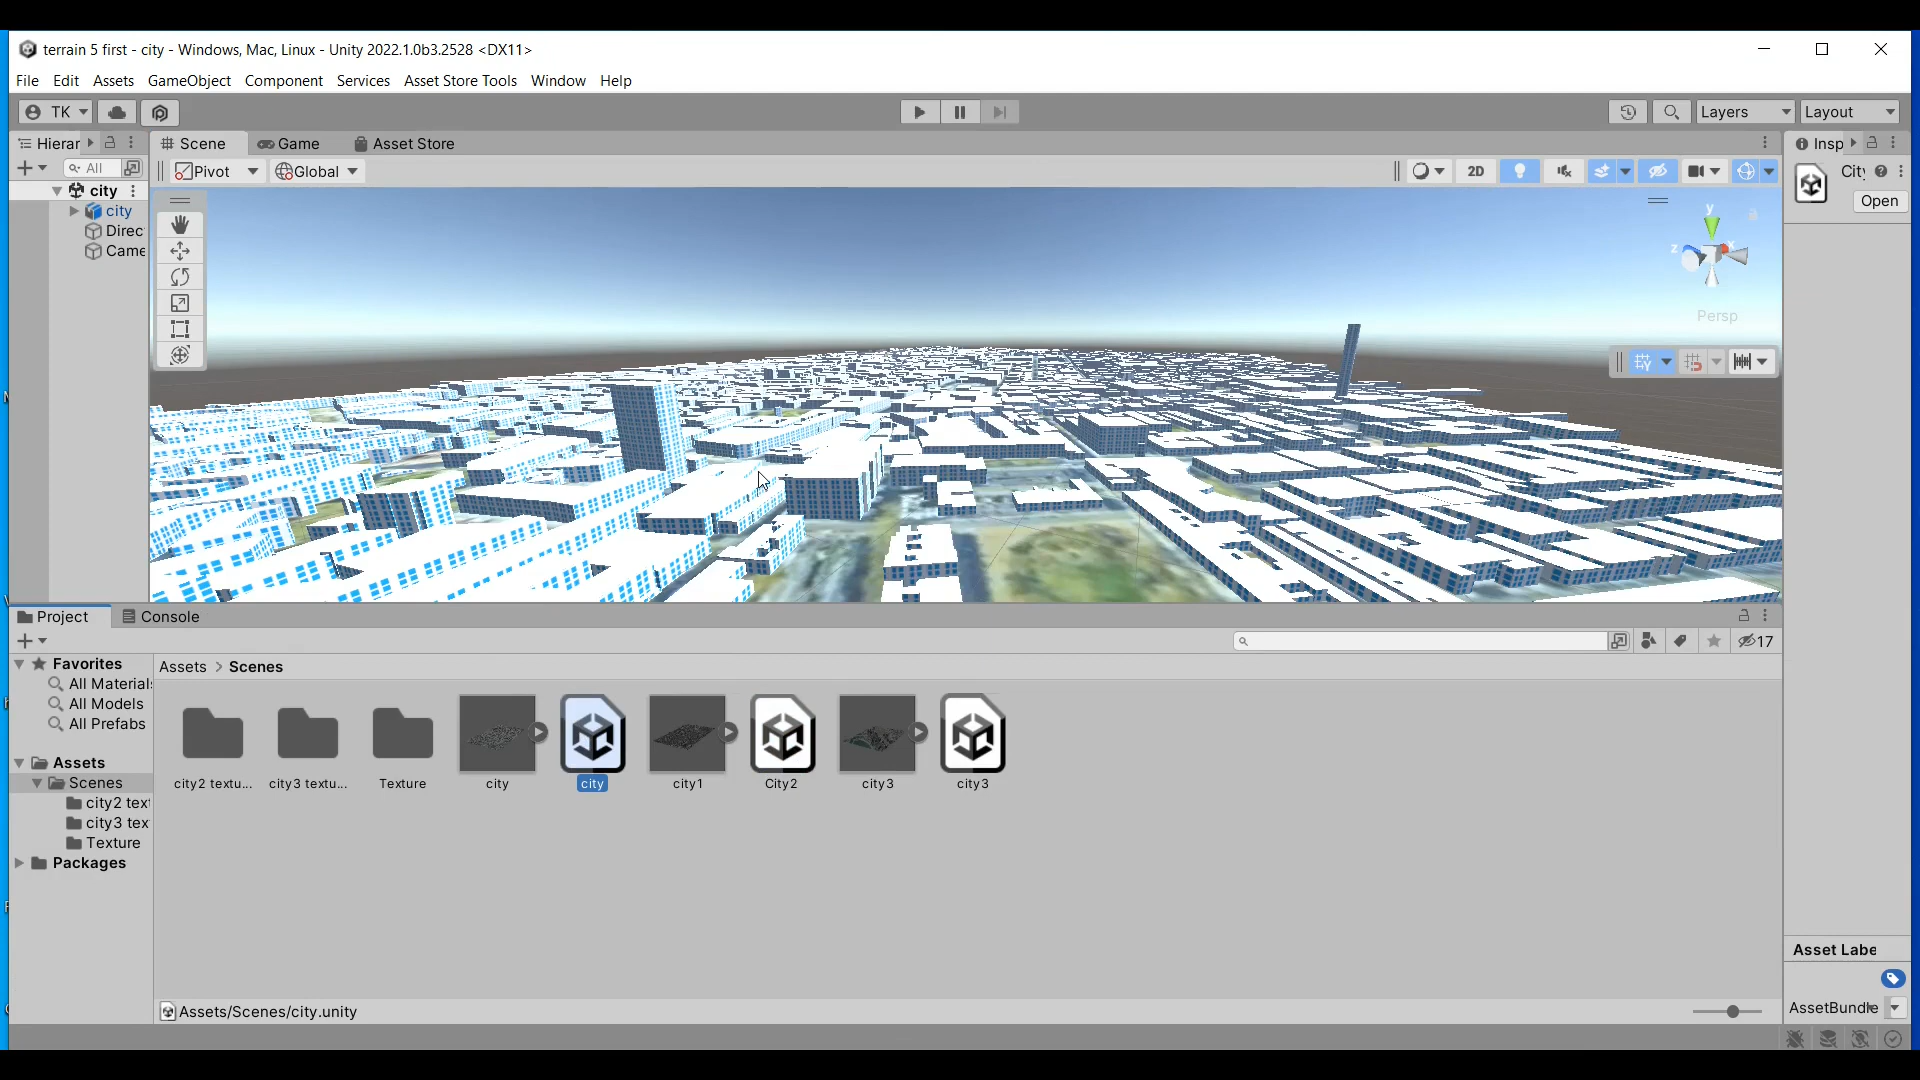 terrain 5 first - city - Windows, Mac, Linux - Unity 2022.1.0b3.2528 <DX11>
File Edit Assets GameObject Component Services Asset Store Tools Window Help
TK Layers Layout
Hierar Scene Game Asset Store Insp
All Pivot Global 2D City Open
city
city
Direc
Came
y
z x
Persp
Project Console
17
Favorites Assets > Scenes
All Material
All Models
All Prefabs
Assets
Scenes
city2 text
city3 tex
Texture
Packages
city2 textu... city3 textu... Texture city city city1 City2 city3 city3
Asset Labe
AssetBundle
Assets/Scenes/city.unity